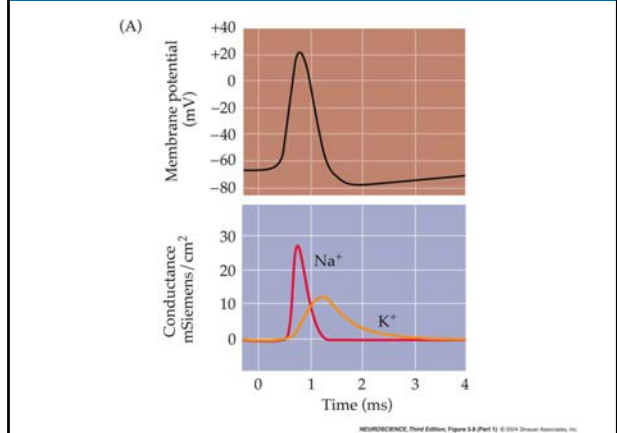 (A)
Membrane potential
(mV)
+40
+20
0
−20
−40
−60
−80
Conductance
mSiemens/cm²
30
20
10
0
Na⁺
K⁺
0 1 2 3 4
Time (ms)
NEUROSCIENCE, Third Edition, Figure 3.8 (Part 1) © 2004 Sinauer Associates, Inc.